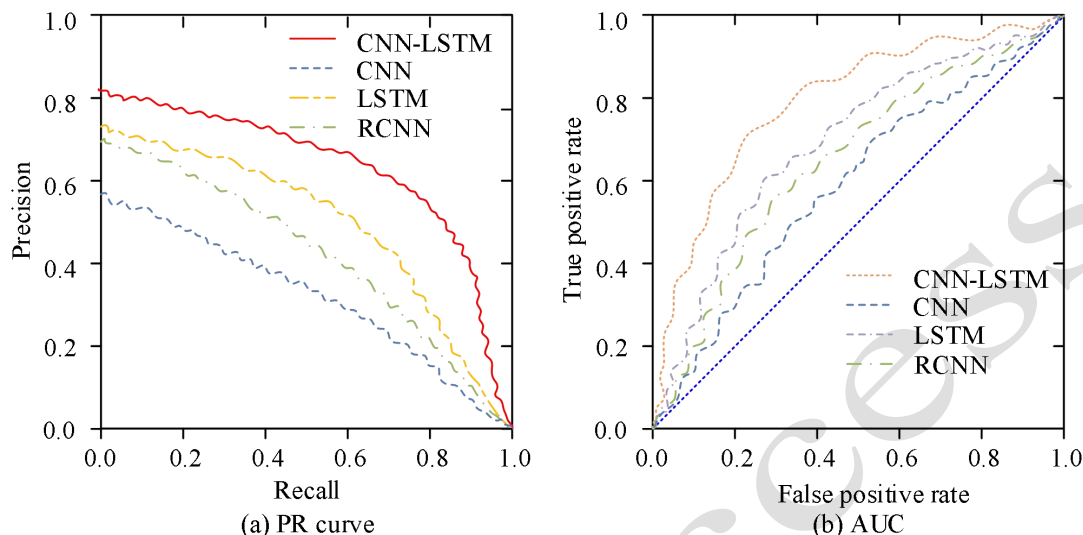 1.0
0.8
0.6
0.4
0.2
0.0
Precision
CNN-LSTM
CNN
LSTM
RCNN
0.0 0.2 0.4 0.6 0.8 1.0
Recall
(a) PR curve
1.0
0.8
0.6
0.4
0.2
0.0
True positive rate
CNN-LSTM
CNN
LSTM
RCNN
0.0 0.2 0.4 0.6 0.8 1.0
False positive rate
(b) AUC
cess